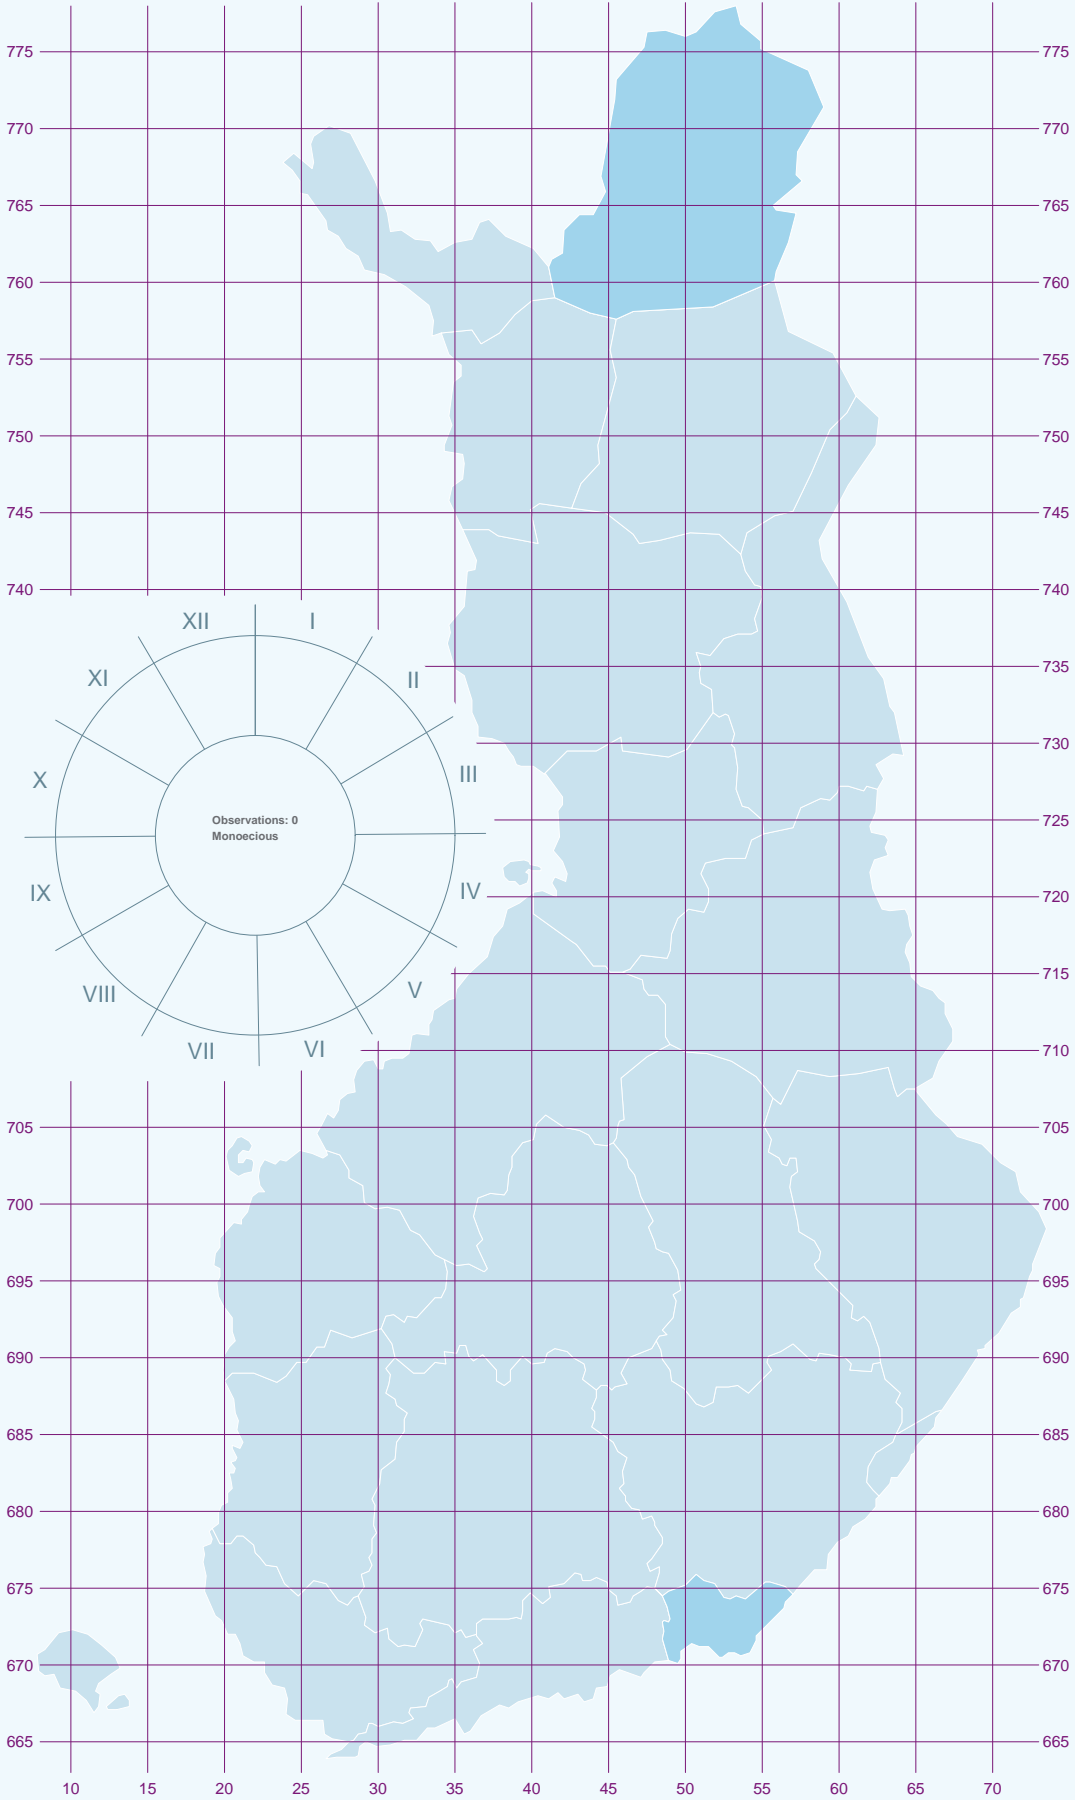 775 775
770 770
765 765
760 760
755 755
750 750
745 745
740 740
XII I
XI II
735
730
X III
725
Observations: 0
Monoecious
IX IV
720
VIII V
715
VII VI
710
705 705
700 700
695 695
690 690
685 685
680 680
675 675
670 670
665 665
10 15 20 25 30 35 40 45 50 55 60 65 70